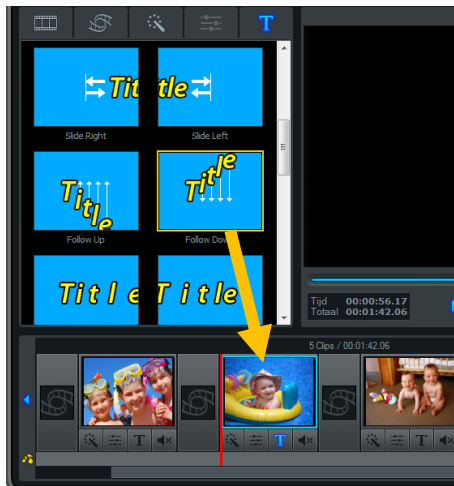 T
Title
Title
Slide Right
Slide Left
Title
Title
Follow Up
Follow Down
Title
Title
Tijd 00:00:56.17
Totaal 00:01:42.06
5 Clips / 00:01:42.06
T
T
T